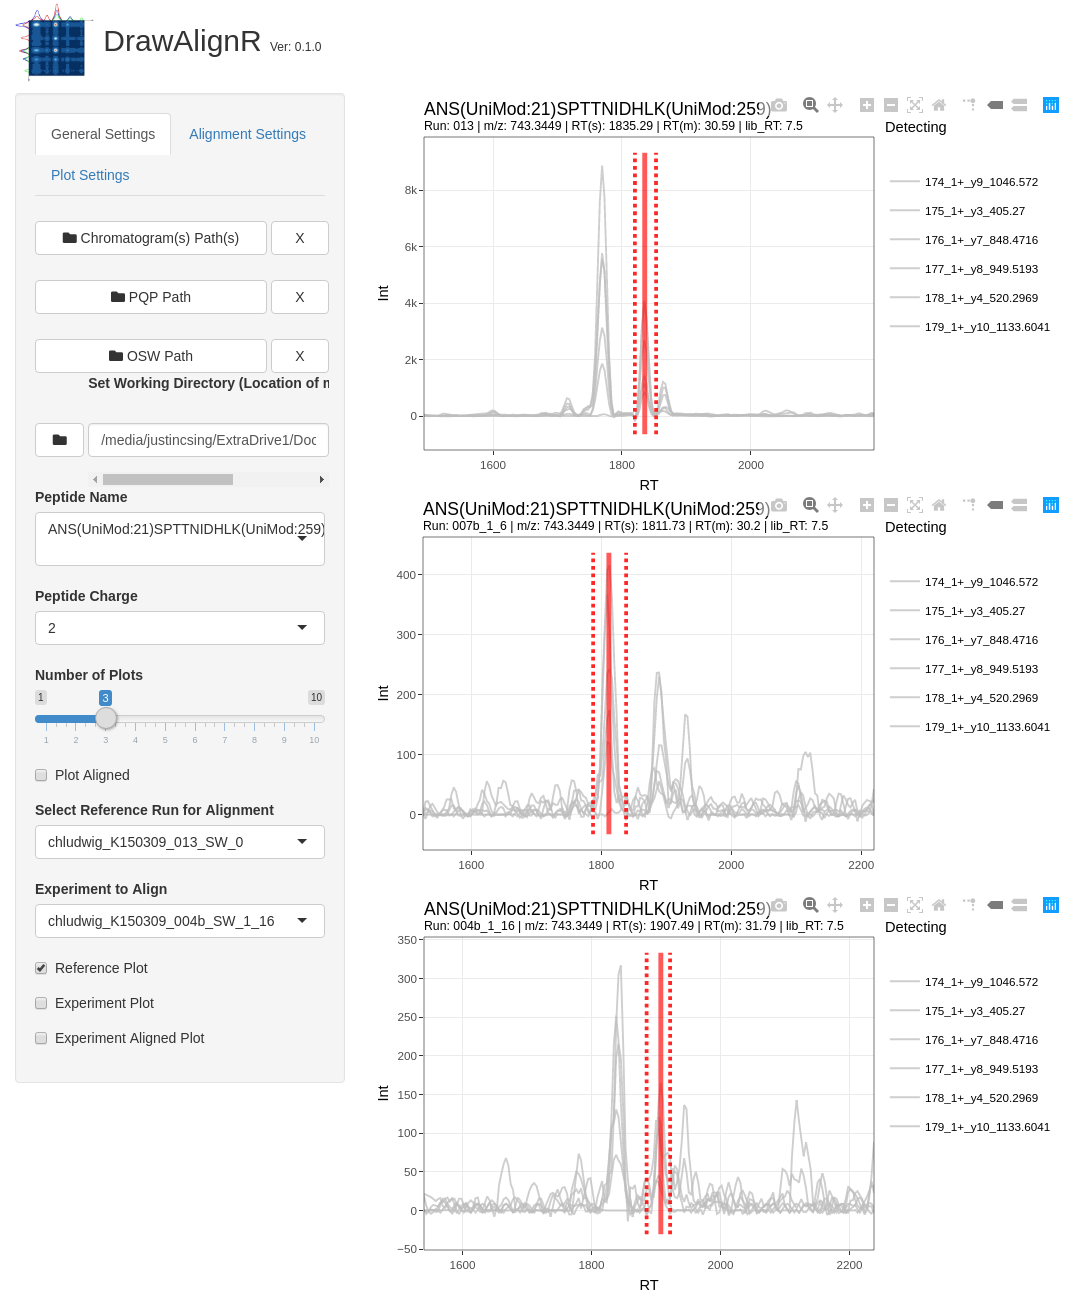 DrawAlignR Ver: 0.1.0
General Settings
Alignment Settings
Plot Settings
Chromatogram(s) Path(s)
X
PQP Path
X
OSW Path
X
Set Working Directory (Location of
/media/justincsing/ExtraDrive1/Doc
Peptide Name
ANS(UniMod:21)SPTTNIDHLK(UniMod:259)
Peptide Charge
2
Number of Plots
1
3
10
1 2 3 4 5 6 7 8 9 10
Plot Aligned
Select Reference Run for Alignment
chludwig_K150309_013_SW_0
Experiment to Align
chludwig_K150309_004b_SW_1_16
Reference Plot
Experiment Plot
Experiment Aligned Plot
ANS(UniMod:21)SPTTNIDHLK(UniMod:259)
Run: 013 | m/z: 743.3449 | RT(s): 1835.29 | RT(m): 30.59 | lib_RT: 7.5
Detecting
8k
6k
4k
2k
0
Int
1600 1800 2000
RT
174_1+_y9_1046.572
175_1+_y3_405.27
176_1+_y7_848.4716
177_1+_y8_949.5193
178_1+_y4_520.2969
179_1+_y10_1133.6041
ANS(UniMod:21)SPTTNIDHLK(UniMod:259)
Run: 007b_1_6 | m/z: 743.3449 | RT(s): 1811.73 | RT(m): 30.2 | lib_RT: 7.5
Detecting
400
300
200
100
0
Int
1600 1800 2000 2200
RT
174_1+_y9_1046.572
175_1+_y3_405.27
176_1+_y7_848.4716
177_1+_y8_949.5193
178_1+_y4_520.2969
179_1+_y10_1133.6041
ANS(UniMod:21)SPTTNIDHLK(UniMod:259)
Run: 004b_1_16 | m/z: 743.3449 | RT(s): 1907.49 | RT(m): 31.79 | lib_RT: 7.5
Detecting
350
300
250
200
150
100
50
0
−50
Int
1600 1800 2000 2200
RT
174_1+_y9_1046.572
175_1+_y3_405.27
176_1+_y7_848.4716
177_1+_y8_949.5193
178_1+_y4_520.2969
179_1+_y10_1133.6041